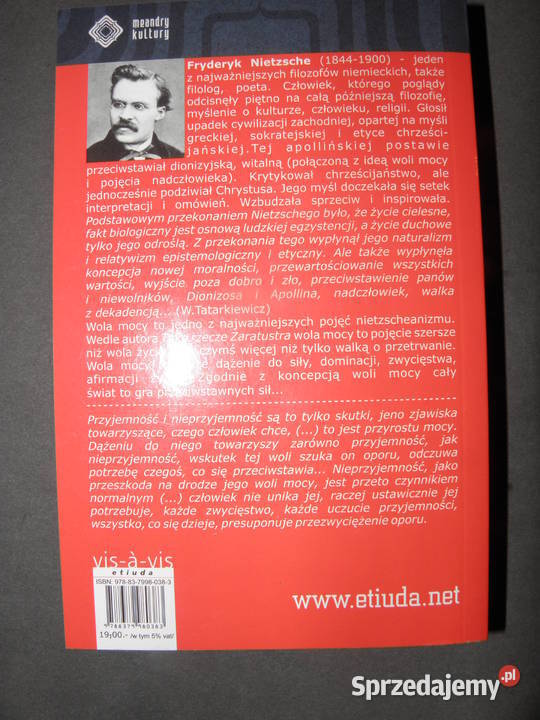 meandry
kultury
Fryderyk Nietzsche (1844-1900) - jeden
z najważniejszych filozofów niemieckich, także
filolog, poeta. Człowiek, którego poglądy
odcisnęły piętno na całą późniejszą filozofię,
myślenie o kulturze, człowieku, religii. Głosił
upadek cywilizacji zachodniej, opartej na myśli
greckiej, sokratejskiej i etyce chrześci-
jańskiej.Tej apollińskiej postawie
przeciwstawiał dionizyjską, witalną (połączoną z ideą woli mocy
i pojęcia nadczłowieka). Krytykował chrześcijaństwo, ale
jednocześnie podziwiał Chrystusa. Jego myśl doczekała się setek
interpretacji i omówień. Wzbudzała sprzeciw i inspirowała.
Podstawowym przekonaniem Nietzschego było, że życie cielesne,
fakt biologiczny jest osnową ludzkiej egzystencji, a życie duchowe
tylko jego odroślą. Z przekonania tego wypłynął jego naturalizm
i relatywizm epistemologiczny i etyczny. Ale także wypłynęła
koncepcja nowej moralności, przewartościowanie wszystkich
wartości, wyjście poza dobro i zło, przeciwstawienie panów
i niewolników, Dionizosa i Apollina, nadczłowiek, walka
z dekadencją... (W.Tatarkiewicz)
Wola mocy to jedno z najważniejszych pojęć nietzscheanizmu.
Wedle autora rzecze Zaratustra wola mocy to pojęcie szersze
niż wola życia czymś więcej niż tylko walką o przetrwanie.
Wola mocy dążenie do siły, dominacji, zwycięstwa,
afirmacji Zgodnie z koncepcją woli mocy cały
świat to gra przeciwstawnych sił...
Przyjemność i nieprzyjemność są to tylko skutki, jeno zjawiska
towarzyszące, czego człowiek chce, (...) to jest przyrostu mocy.
Dążeniu do niego towarzyszy zarówno przyjemność, jak
nieprzyjemność, wskutek tej woli szuka on oporu, odczuwa
potrzebę czegoś, co się przeciwstawia... Nieprzyjemność, jako
przeszkoda na drodze jego woli mocy, jest przeto czynnikiem
normalnym (...) człowiek nie unika jej, raczej ustawicznie jej
potrzebuje, każde zwycięstwo, każde uczucie przyjemności,
wszystko, co się dzieje, presuponuje przezwyciężenie oporu.
vis-à-vis
etiuda
ISBN: 978-83-7998-038-3
9 788379 980383
19,00.- /w tym 5% vat/
www.etiuda.net
Sprzedajemy.pl